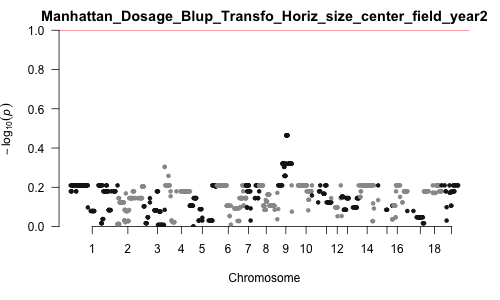 Manhattan_Dosage_Blup_Transfo_Horiz_size_center_field_year2
1.0
0.8
0.6
0.4
0.2
0.0
− log10(p)
1 2 3 4 5 6 7 8 9 10 12 14 16 18
Chromosome